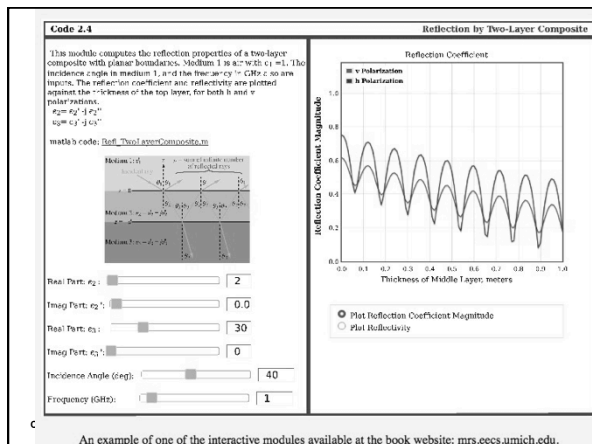 Code 2.4
Reflection by Two-Layer Composite
This module computes the reflection properties of a two-layer
composite with planar boundaries. Medium 1 is air with ε1 =1. The
incidence angle in medium 1, and the frequency in GHz also are
inputs. The reflection coefficient and reflectivity are plotted
against the thickness of the top layer, for both h and v
polarizations.
ε2= ε2' -j ε2"
ε3= ε3' -j ε3"
matlab code: Refl_TwoLayerComposite.m
Medium 1:
sum of infinite number
of reflected rays
Medium 2:
Medium 3:
Real Part: ε2 :
2
Imag Part: ε2":
0.0
Real Part: ε3 :
30
Imag Part: ε3":
0
Incidence Angle (deg):
40
Frequency (GHz):
1
Reflection Coefficient
v Polarization
h Polarization
Reflection Coefficient Magnitude
1.0
0.8
0.6
0.4
0.2
0.0
0.0 0.1 0.2 0.3 0.4 0.5 0.6 0.7 0.8 0.9 1.0
Thickness of Middle Layer, meters
Plot Reflection Coefficient Magnitude
Plot Reflectivity
An example of one of the interactive modules available at the book website: mrs.eecs.umich.edu.